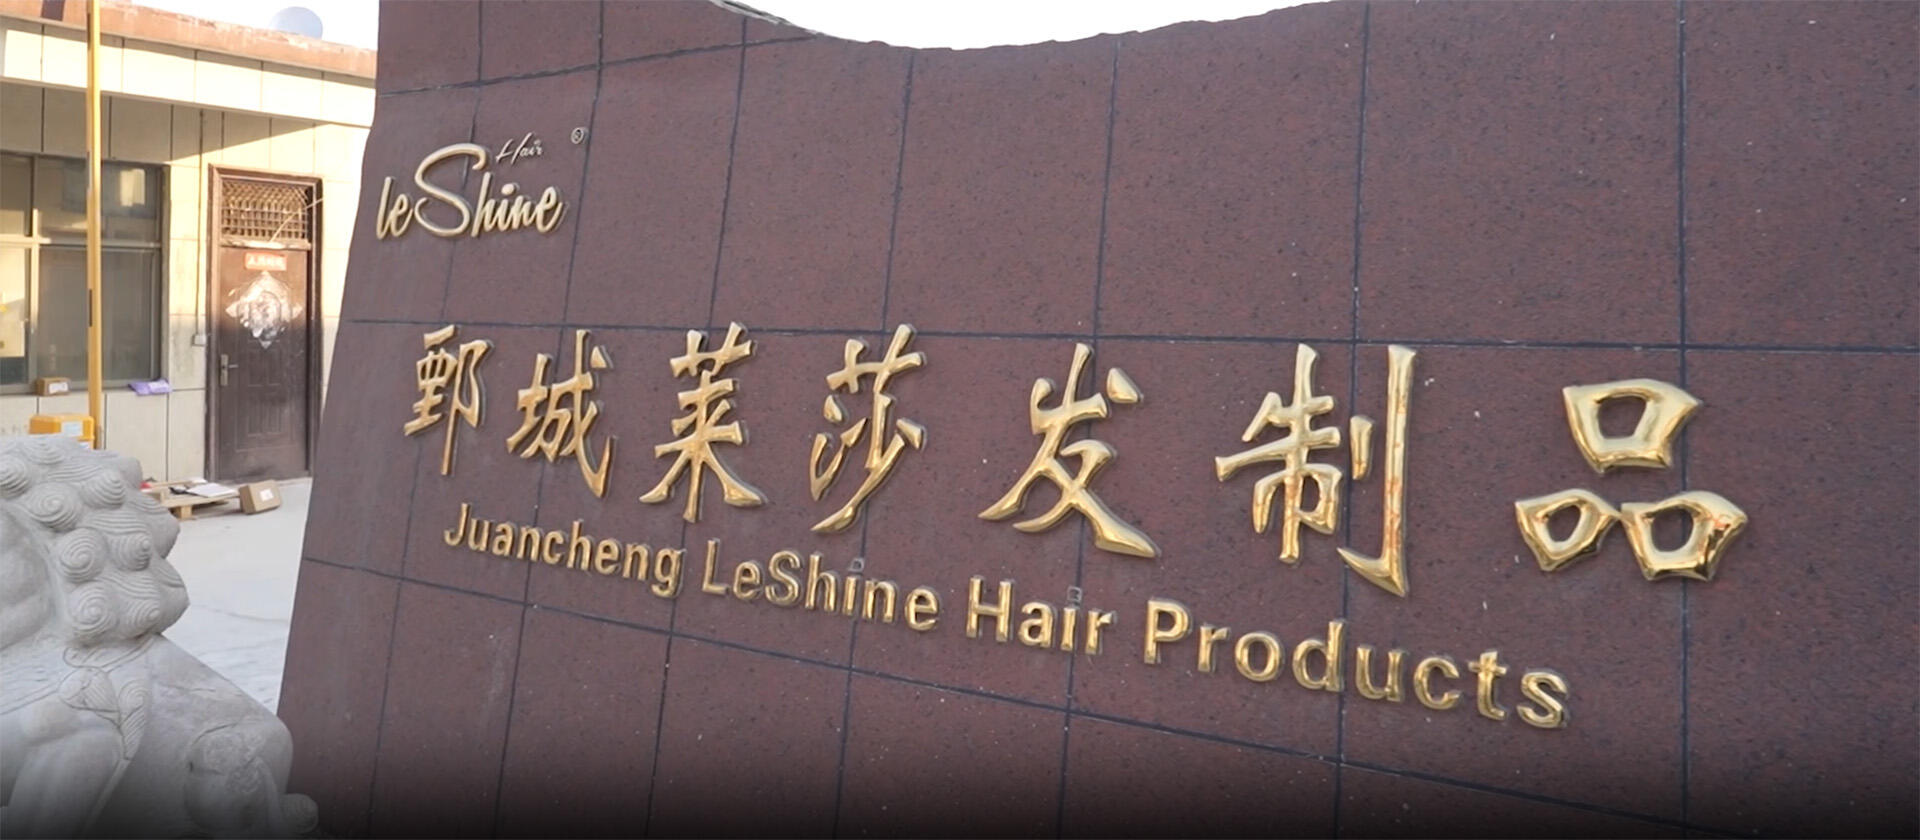 Hair ®
leShine
鄄城莱莎发制品
Juancheng LeShine Hair Products